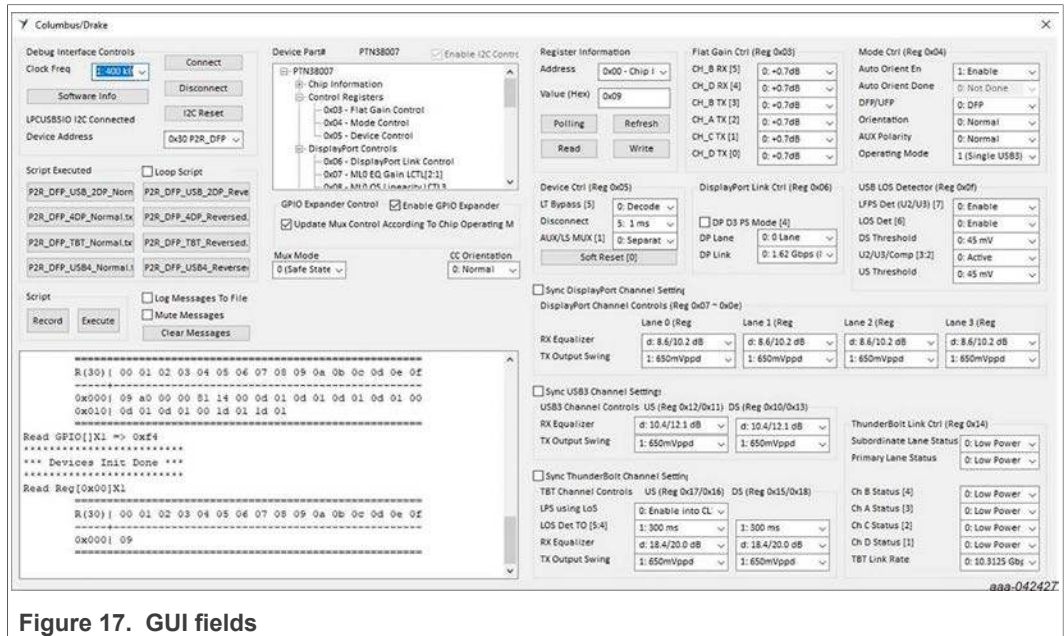 Columbus/Drake
Debug Interface Controls
Clock Freq
1: 400 kH
Connect
Software Info
Disconnect
LPCUSBSIO I2C Connected
I2C Reset
Device Address
0x30 P2R_DFP
Script Executed
Loop Script
P2R_DFP_USB_2DP_Norn
P2R_DFP_USB_2DP_Reve
P2R_DFP_4DP_Normal.tx
P2R_DFP_4DP_Reversed.
P2R_DFP_TBT_Normal.tx
P2R_DFP_TBT_Reversed.
P2R_DFP_USB4_Normal.t
P2R_DFP_USB4_Reverse
Script
Record
Execute
Log Messages To File
Mute Messages
Clear Messages
Device Part#
PTN38007
Enable I2C Contr
PTN38007
Chip Information
Control Registers
0x03 - Flat Gain Control
0x04 - Mode Control
0x05 - Device Control
DisplayPort Controls
0x06 - DisplayPort Link Control
0x07 - ML0 EQ Gain LCTL[2:1]
0x08 - ML0 OS Linearity LCTL3
GPIO Expander Control
Enable GPIO Expander
Update Mux Control According To Chip Operating M
Mux Mode
0 (Safe State
CC Orientation
0: Normal
R(30)| 00 01 02 03 04 05 06 07 08 09 0a 0b 0c 0d 0e 0f
0x000| 09 a0 00 00 81 14 00 0d 01 0d 01 0d 01 0d 01 00
0x010| 0d 01 0d 01 00 1d 01 1d 01
Read GPIO[]X1 => 0xf4
**************************
*** Devices Init Done ***
**************************
Read Reg[0x00]X1
R(30)| 00 01 02 03 04 05 06 07 08 09 0a 0b 0c 0d 0e 0f
0x000| 09
Register Information
Address
0x00 - Chip I
Value (Hex)
0x09
Polling
Refresh
Read
Write
Flat Gain Ctrl (Reg 0x03)
CH_B RX [5]
0: +0.7dB
CH_D RX [4]
0: +0.7dB
CH_B TX [3]
0: +0.7dB
CH_A TX [2]
0: +0.7dB
CH_C TX [1]
0: +0.7dB
CH_D TX [0]
0: +0.7dB
Mode Ctrl (Reg 0x04)
Auto Orient En
1: Enable
Auto Orient Done
0: Not Done
DFP/UFP
0: DFP
Orientation
0: Normal
AUX Polarity
0: Normal
Operating Mode
1 (Single USB3)
Device Ctrl (Reg 0x05)
LT Bypass [5]
0: Decode
Disconnect
5: 1 ms
AUX/LS MUX [1]
0: Separat
Soft Reset [0]
DisplayPort Link Ctrl (Reg 0x06)
DP D3 PS Mode [4]
DP Lane
0: 0 Lane
DP Link
0: 1.62 Gbps (
USB LOS Detector (Reg 0x0f)
LFPS Det (U2/U3) [7]
0: Enable
LOS Det [6]
0: Enable
DS Threshold
0: 45 mV
U2/U3/Comp [3:2]
0: Active
US Threshold
0: 45 mV
Sync DisplayPort Channel Setting
DisplayPort Channel Controls (Reg 0x07 ~ 0x0e)
Lane 0 (Reg
Lane 1 (Reg
Lane 2 (Reg
Lane 3 (Reg
RX Equalizer
d: 8.6/10.2 dB
d: 8.6/10.2 dB
d: 8.6/10.2 dB
d: 8.6/10.2 dB
TX Output Swing
1: 650mVppd
1: 650mVppd
1: 650mVppd
1: 650mVppd
Sync USB3 Channel Settings
USB3 Channel Controls US (Reg 0x12/0x11) DS (Reg 0x10/0x13)
RX Equalizer
d: 10.4/12.1 dB
d: 10.4/12.1 dB
TX Output Swing
1: 650mVppd
1: 650mVppd
Sync ThunderBolt Channel Setting
TBT Channel Controls US (Reg 0x17/0x16) DS (Reg 0x15/0x18)
LPS using LoS
0: Enable into CL
LOS Det TO [5:4]
1: 300 ms
1: 300 ms
RX Equalizer
d: 18.4/20.0 dB
d: 18.4/20.0 dB
TX Output Swing
1: 650mVppd
1: 650mVppd
ThunderBolt Link Ctrl (Reg 0x14)
Subordinate Lane Status
0: Low Power
Primary Lane Status
0: Low Power
Ch B Status [4]
0: Low Power
Ch A Status [3]
0: Low Power
Ch C Status [2]
0: Low Power
Ch D Status [1]
0: Low Power
TBT Link Rate
0: 10.3125 Gb
aaa-042427
Figure 17. GUI fields